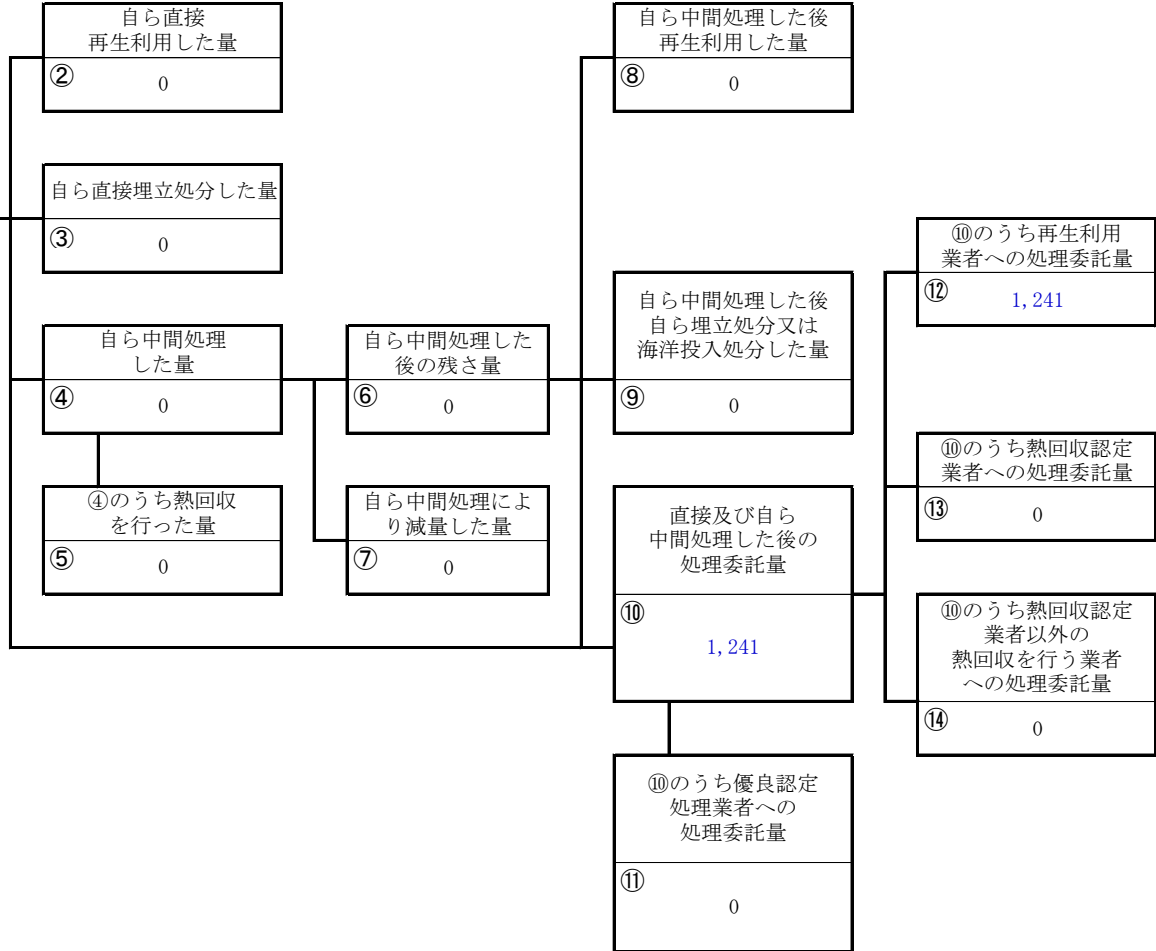 自ら直接
再生利用した量
② 0
自ら直接埋立処分した量
③ 0
自ら中間処理
した量
④ 0
④のうち熱回収
を行った量
⑤ 0
自ら中間処理した
後の残さ量
⑥ 0
自ら中間処理によ
り減量した量
⑦ 0
自ら中間処理した後
再生利用した量
⑧ 0
自ら中間処理した後
自ら埋立処分又は
海洋投入処分した量
⑨ 0
直接及び自ら
中間処理した後の
処理委託量
⑩
1,241
⑩のうち優良認定
処理業者への
処理委託量
⑪
0
⑩のうち再生利用
業者への処理委託量
⑫ 1,241
⑩のうち熱回収認定
業者への処理委託量
⑬ 0
⑩のうち熱回収認定
業者以外の
熱回収を行う業者
への処理委託量
⑭ 0